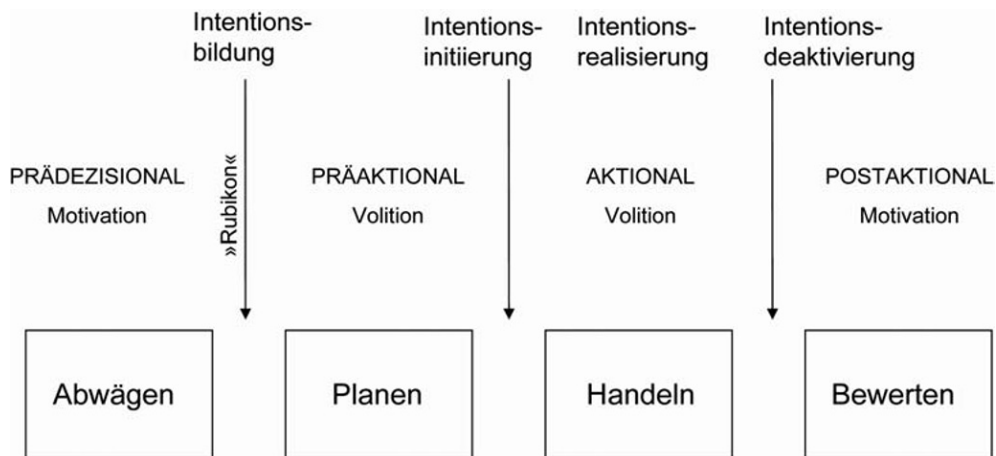 Intentions-
bildung
Intentions-
initiierung
Intentions-
realisierung
Intentions-
deaktivierung
»Rubikon«
PRÄDEZISIONAL
Motivation
PRÄAKTIONAL
Volition
AKTIONAL
Volition
POSTAKTIONAL
Motivation
Abwägen
Planen
Handeln
Bewerten